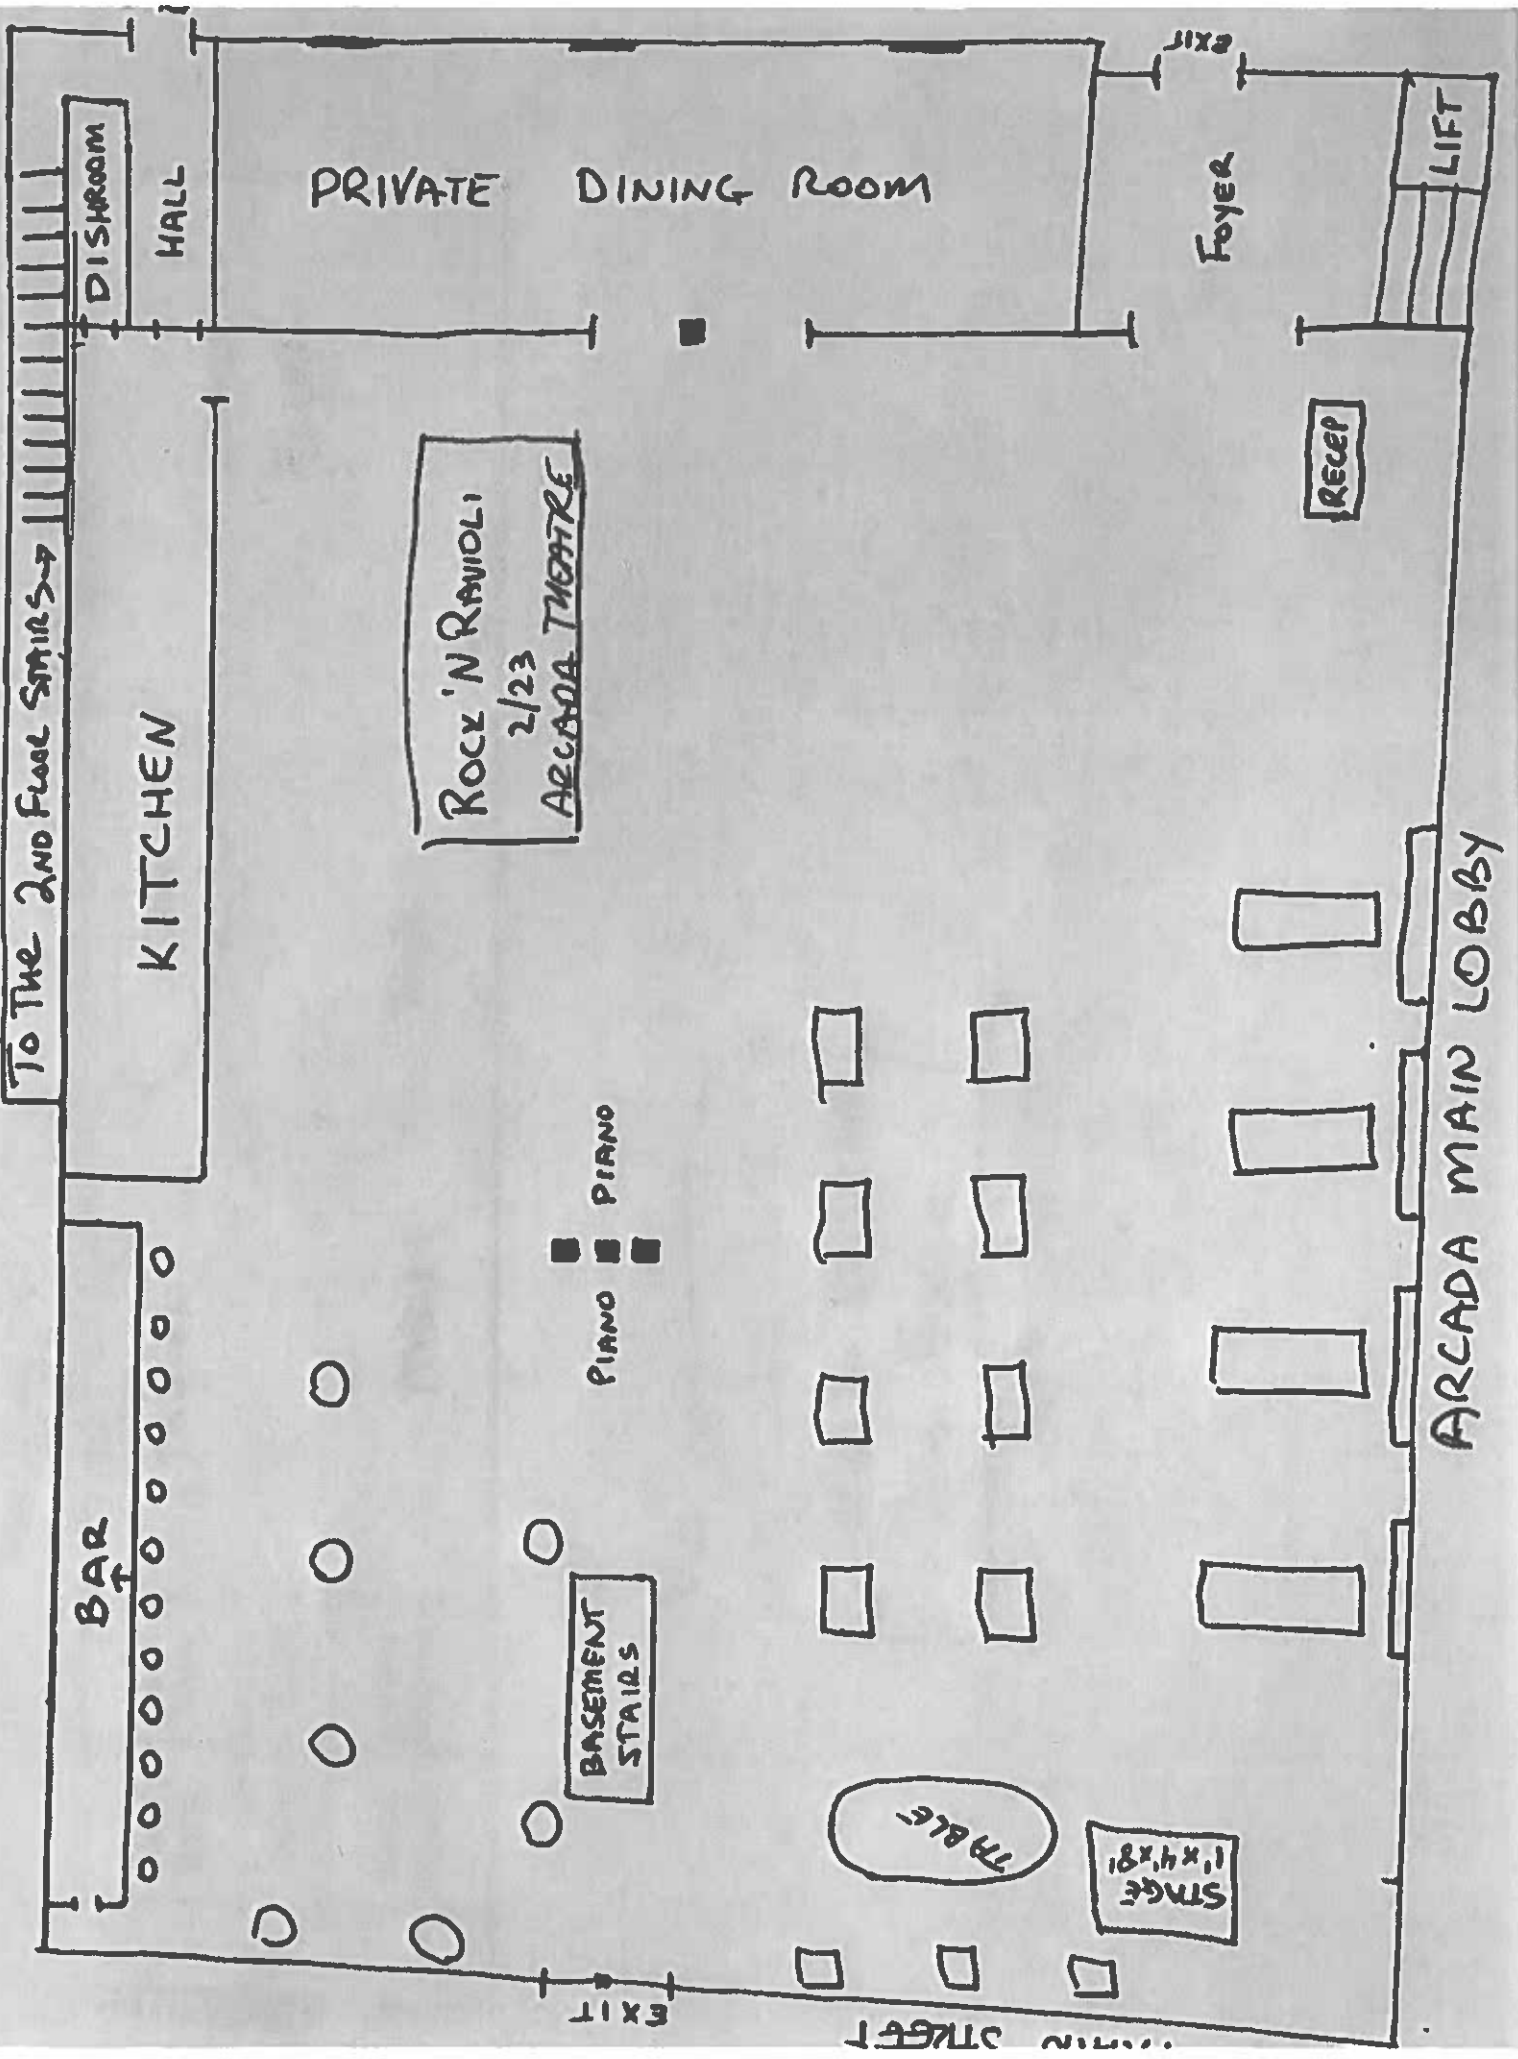 TO THE 2ND FLOOR STAIRS→
DISHROOM
HALL
PRIVATE DINING ROOM
EXIT
FOYER
LIFT
KITCHEN
ROCK 'N RAVIOLI
2/23
ARCADA THEATRE
RECEP
BAR
PIANO
PIANO
BASEMENT
STAIRS
TABLE
STAGE
1'x4'x8'
EXIT
STREET
ARCADA MAIN LOBBY